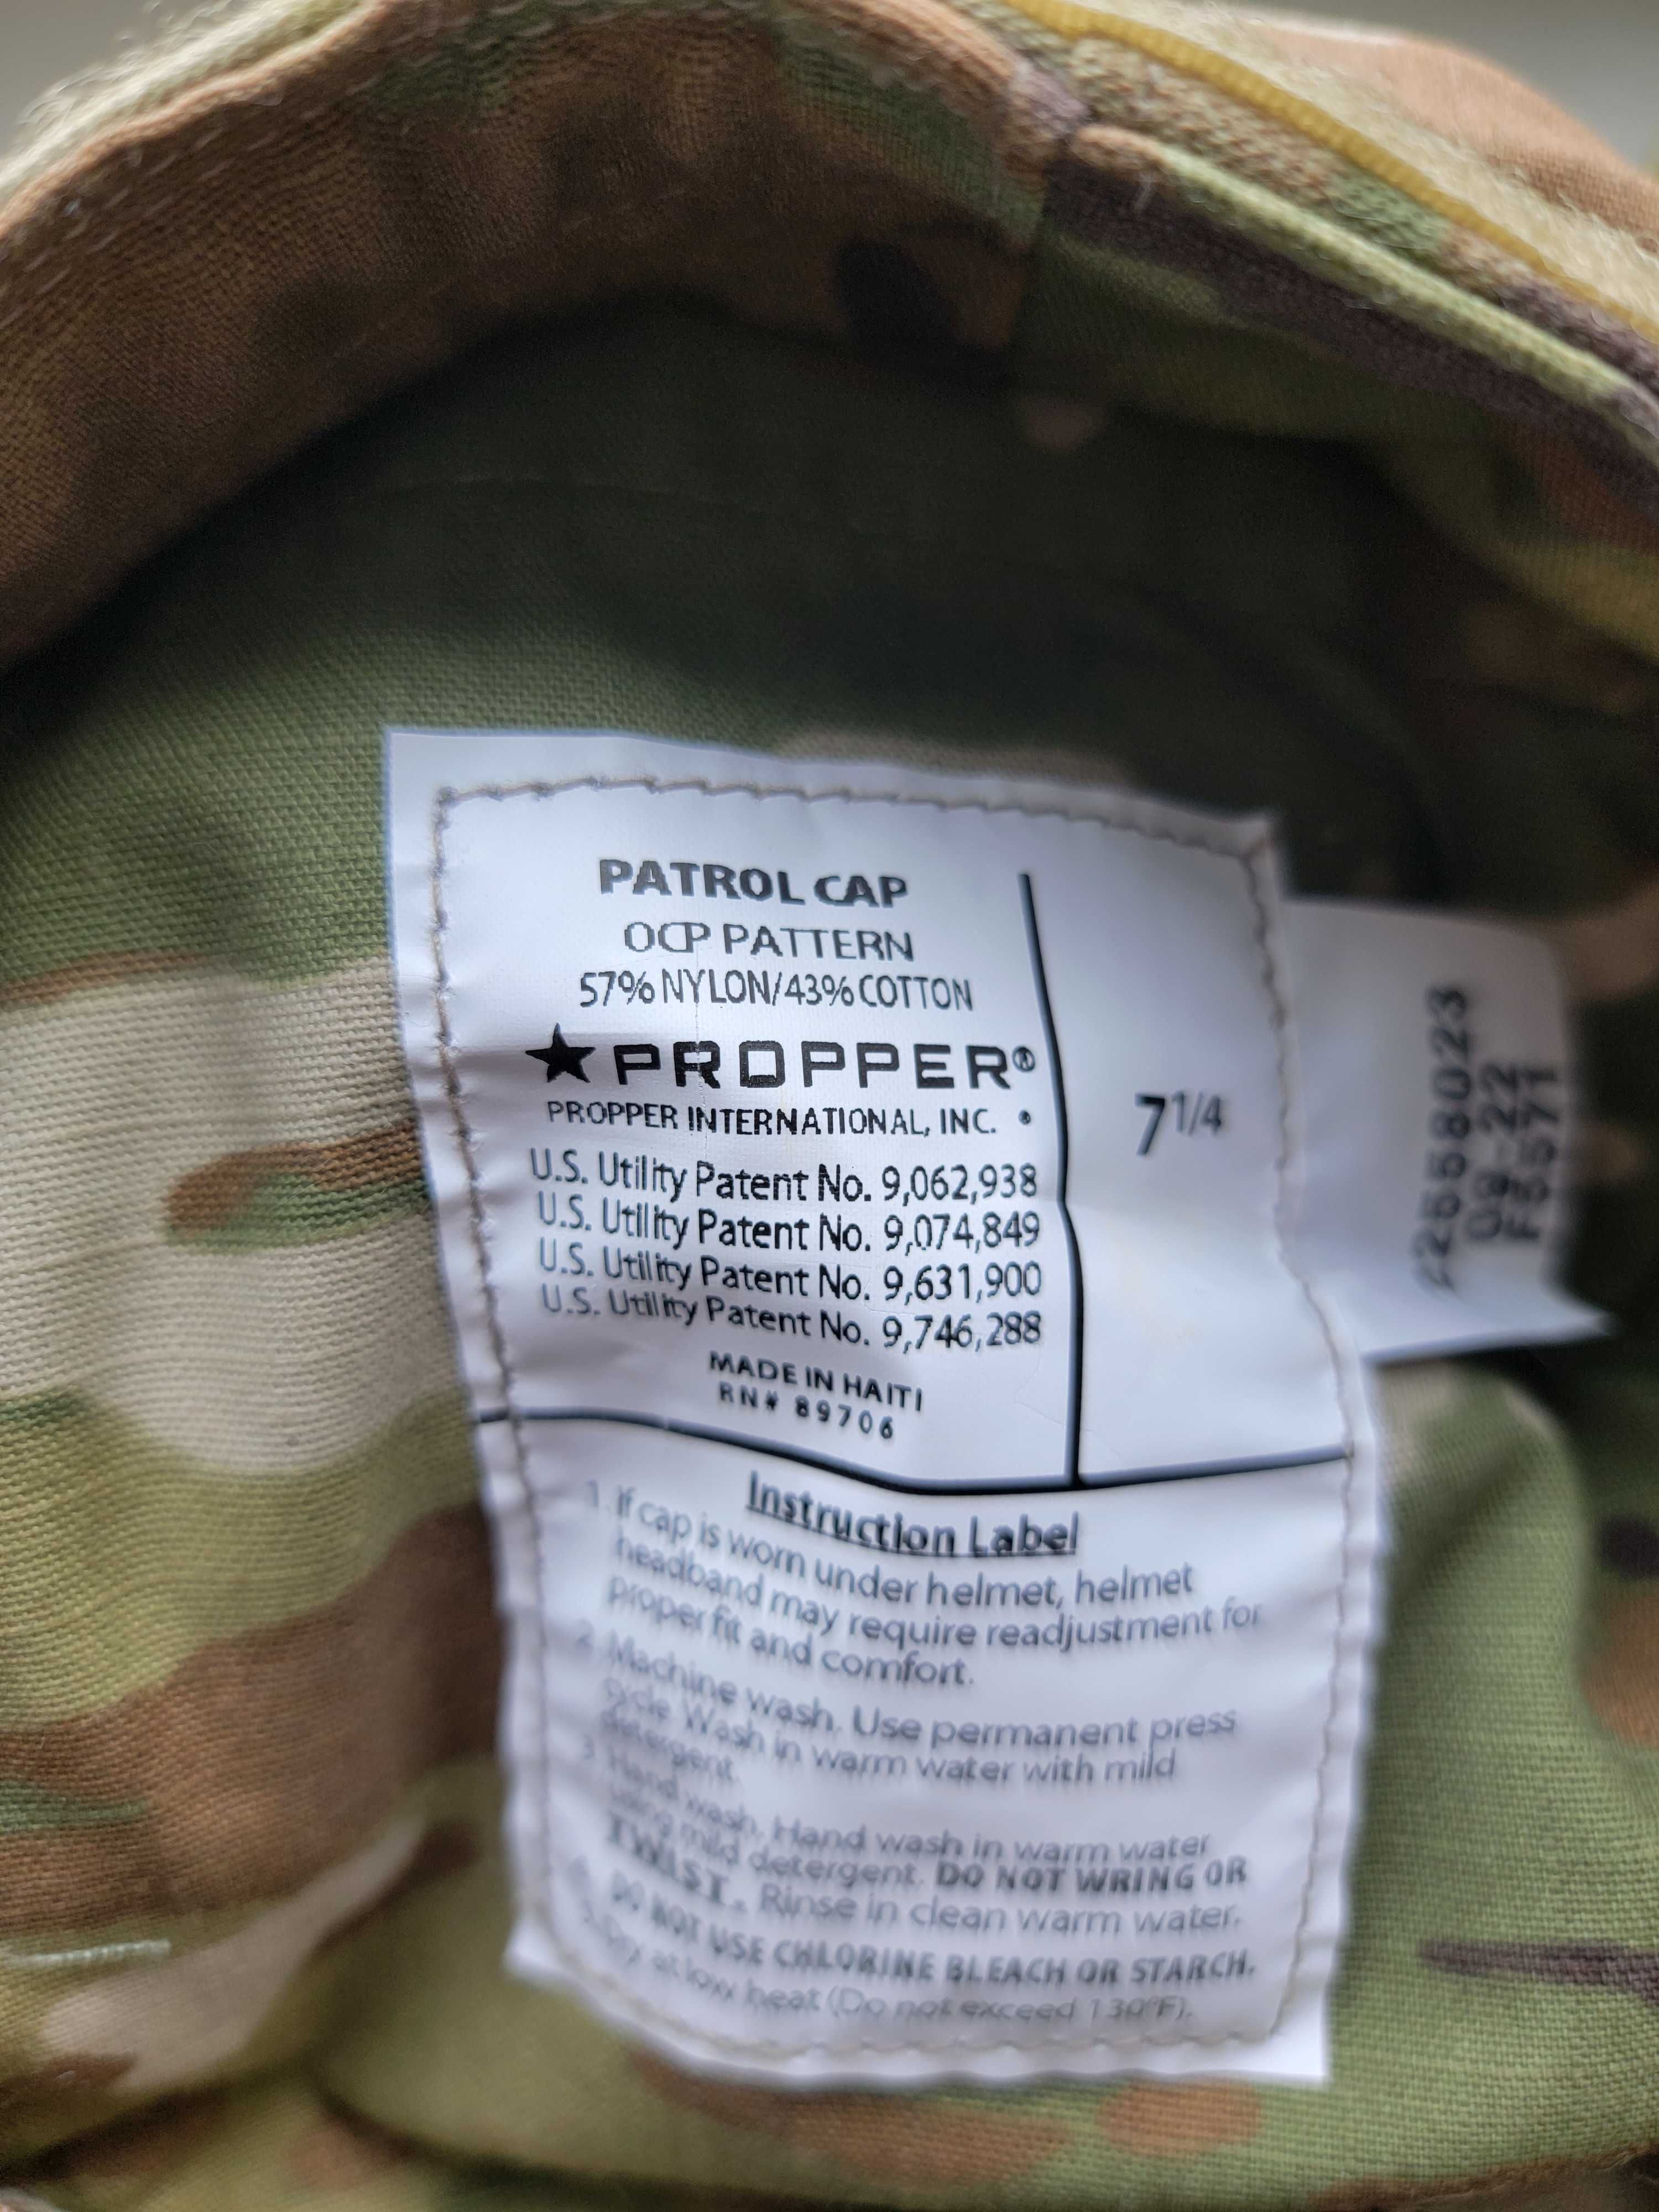 PATROL CAP
OCP PATTERN
57% NYLON/43% COTTON
★PROPPER®
PROPPER INTERNATIONAL, INC.
U.S. Utility Patent No. 9,062,938
U.S. Utility Patent No. 9,074,849
U.S. Utility Patent No. 9,631,900
U.S. Utility Patent No. 9,746,288
MADE IN HAITI
RN# 89706
7 1/4
Instruction Label
1. If cap is worn under helmet, helmet
headband may require readjustment for
proper fit and comfort.
2. Machine wash. Use permanent press
cycle Wash in warm water with mild
detergent.
3. Hand wash. Hand wash in warm water
using mild detergent. DO NOT WRING OR
TWIST. Rinse in clean warm water.
4. DO NOT USE CHLORINE BLEACH OR STARCH.
5. Dry at low heat (Do not exceed 130°F).
09-22
F5571